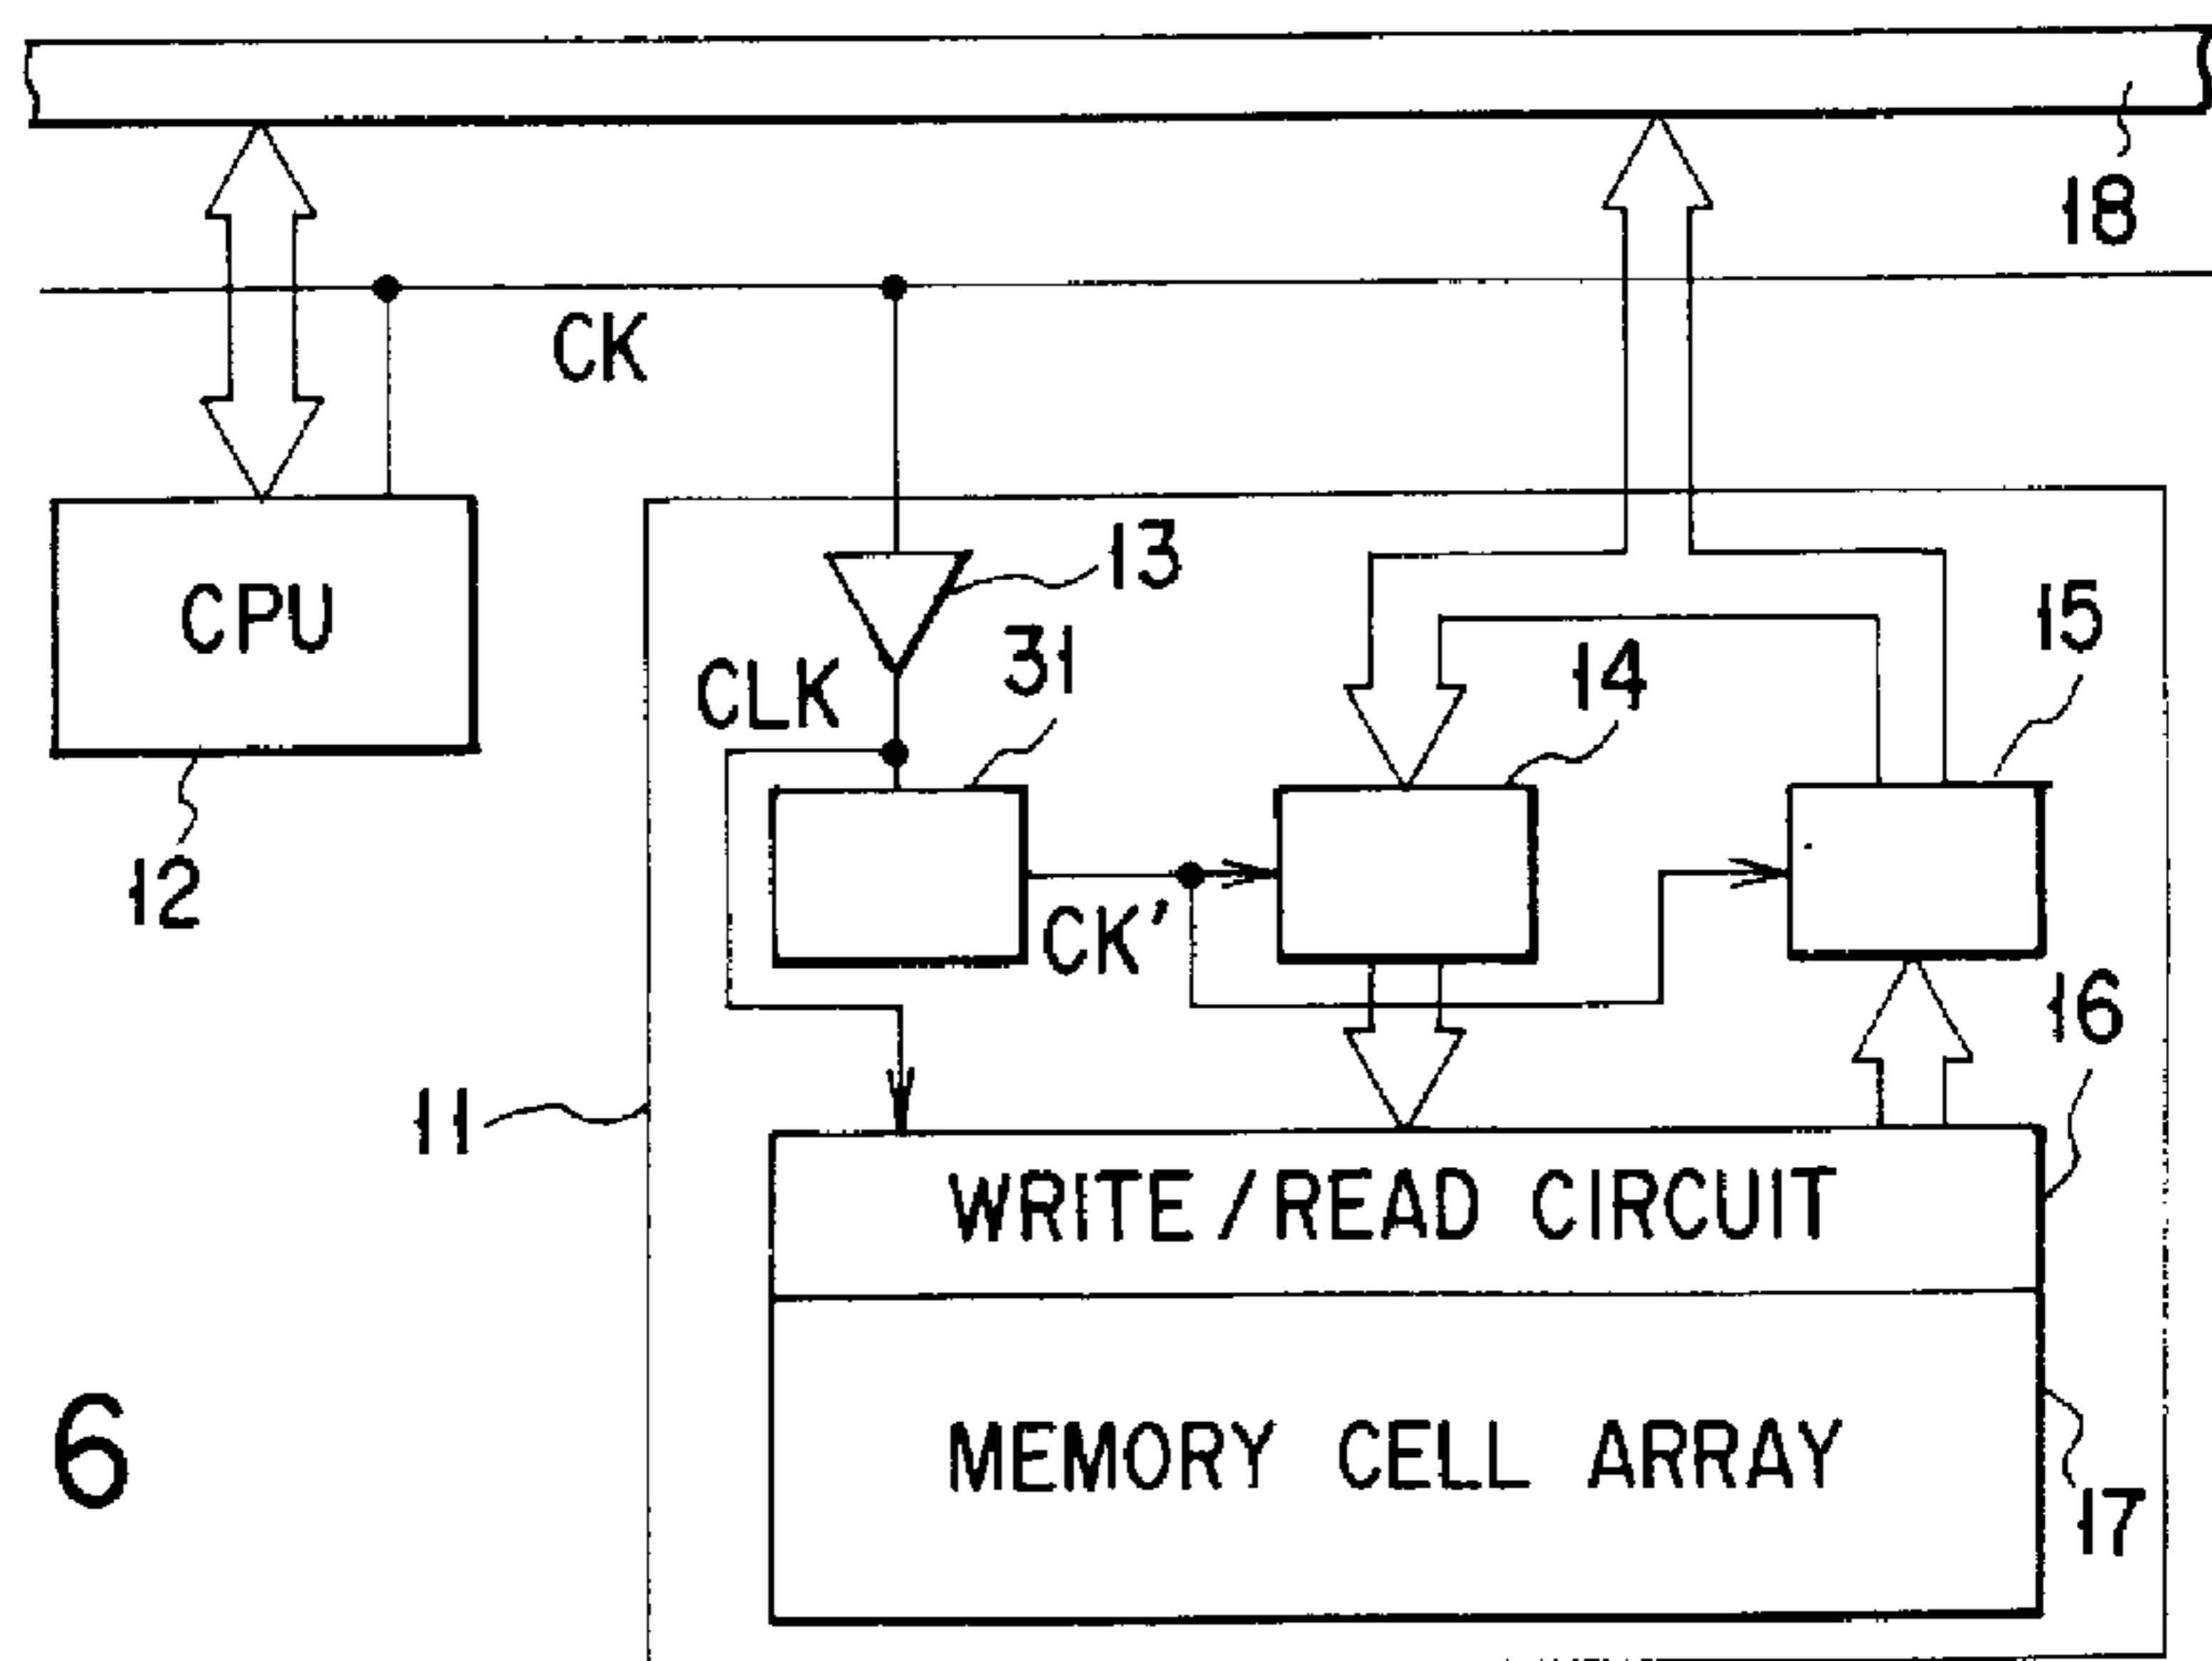 18
CK
CPU
13
31
15
14
CLK
12
CK'
16
11
WRITE/READ CIRCUIT
6
MEMORY CELL ARRAY
17